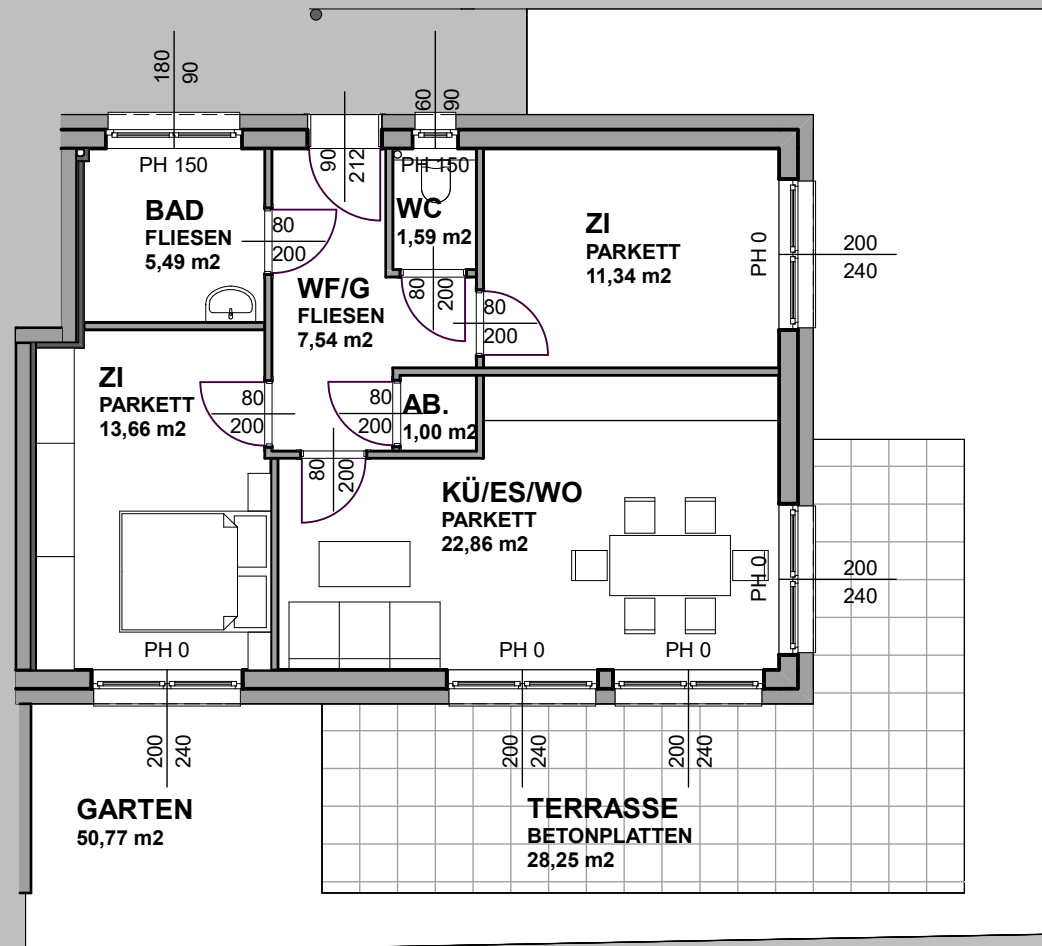 180
90
60
90
90
212
PH 150
PH 150
BAD
FLIESEN
5,49 m2
80
200
WC
1,59 m2
ZI
PARKETT
11,34 m2
PH 0
200
240
WF/G
FLIESEN
7,54 m2
80
200
80
200
ZI
PARKETT
13,66 m2
80
200
80
200
AB.
1,00 m2
80
200
KÜ/ES/WO
PARKETT
22,86 m2
PH 0
200
240
PH 0
PH 0
PH 0
200
240
200
240
200
240
GARTEN
50,77 m2
TERRASSE
BETONPLATTEN
28,25 m2